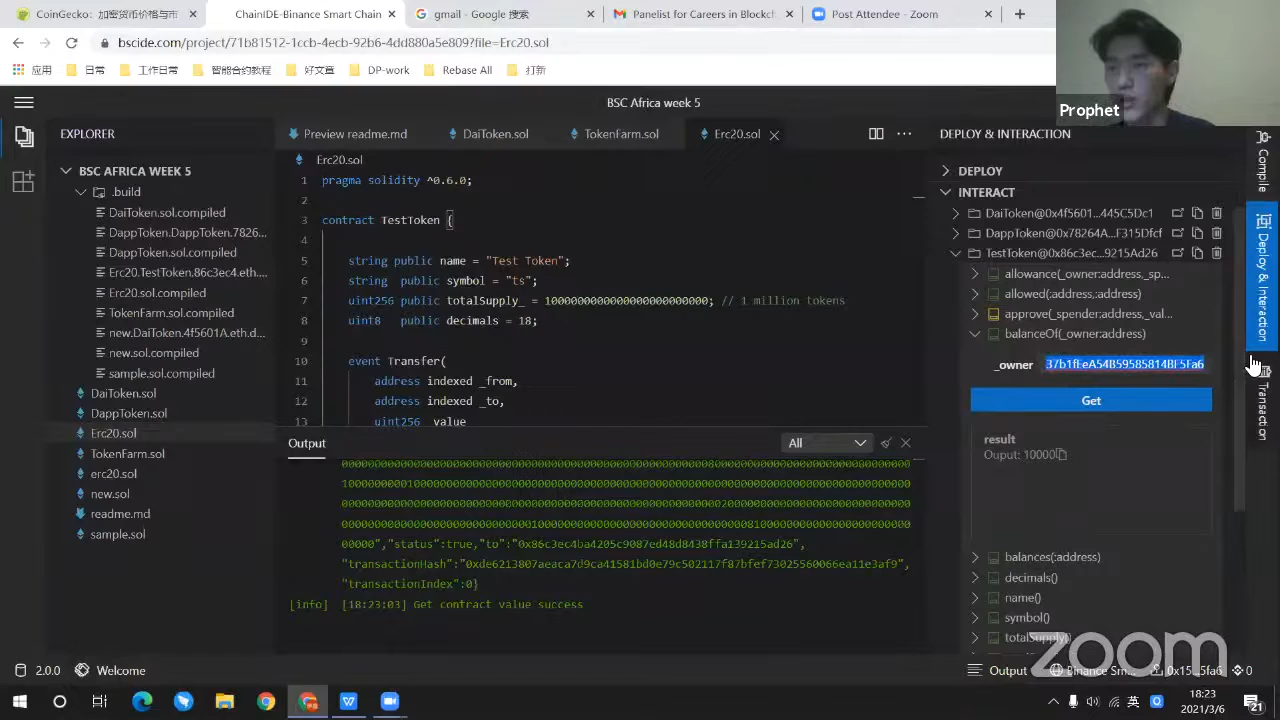 CoinGecko: 加密货币价格与市
ChainIDE-Binance Smart Chain
gmail - Google 搜索
Panelist for Careers in Blockch
Post Attendee - Zoom
bscide.com/project/71b81512-1ccb-4ecb-92b6-4dd880a5e809?file=Erc20.sol
应用 日常 工作日常 智能合约教程 好文章 DP-work Rebase All 打新
Prophet
BSC Africa week 5
EXPLORER
BSC AFRICA WEEK 5
.build
DaiToken.sol.compiled
DappToken.DappToken.7826...
DappToken.sol.compiled
Erc20.TestToken.86c3ec4.eth....
Erc20.sol.compiled
TokenFarm.sol.compiled
new.DaiToken.4f5601A.eth.d...
new.sol.compiled
sample.sol.compiled
DaiToken.sol
DappToken.sol
Erc20.sol
TokenFarm.sol
erc20.sol
new.sol
readme.md
sample.sol
Preview readme.md DaiToken.sol TokenFarm.sol Erc20.sol
Erc20.sol
1 pragma solidity ^0.6.0;
2
3 contract TestToken {
4
5 string public name = "Test Token";
6 string public symbol = "ts";
7 uint256 public totalSupply_ = 1000000000000000000000000; // 1 million tokens
8 uint8 public decimals = 18;
9
10 event Transfer(
11 address indexed _from,
12 address indexed _to,
13 uint256 _value
Output All
00000","status":true,"to":"0x86c3ec4ba4205c9087ed48d8438ffa139215ad26",
"transactionHash":"0xde6213807aeaca7d9ca41581bd0e79c502117f87bfef73025560066ea11e3af9",
"transactionIndex":0}
[info] [18:23:03] Get contract value success
DEPLOY & INTERACTION
DEPLOY
INTERACT
DaiToken@0x4f5601...445C5Dc1
DappToken@0x78264A...F315Dfcf
TestToken@0x86c3ec...9215Ad26
allowance(_owner:address,_sp...
allowed(:address,:address)
approve(_spender:address,_val...
balanceOf(_owner:address)
_owner 37b1fEeA54B59585814BF5Fa6
Get
result
Ouput: 10000
balances(:address)
decimals()
name()
symbol()
totalSupply_()
Compile
Deploy & Interaction
Transaction
zoom
2.0.0 Welcome
Output Binance Sm... 0x15...5fa6 0
英
18:23
2021/3/6
21